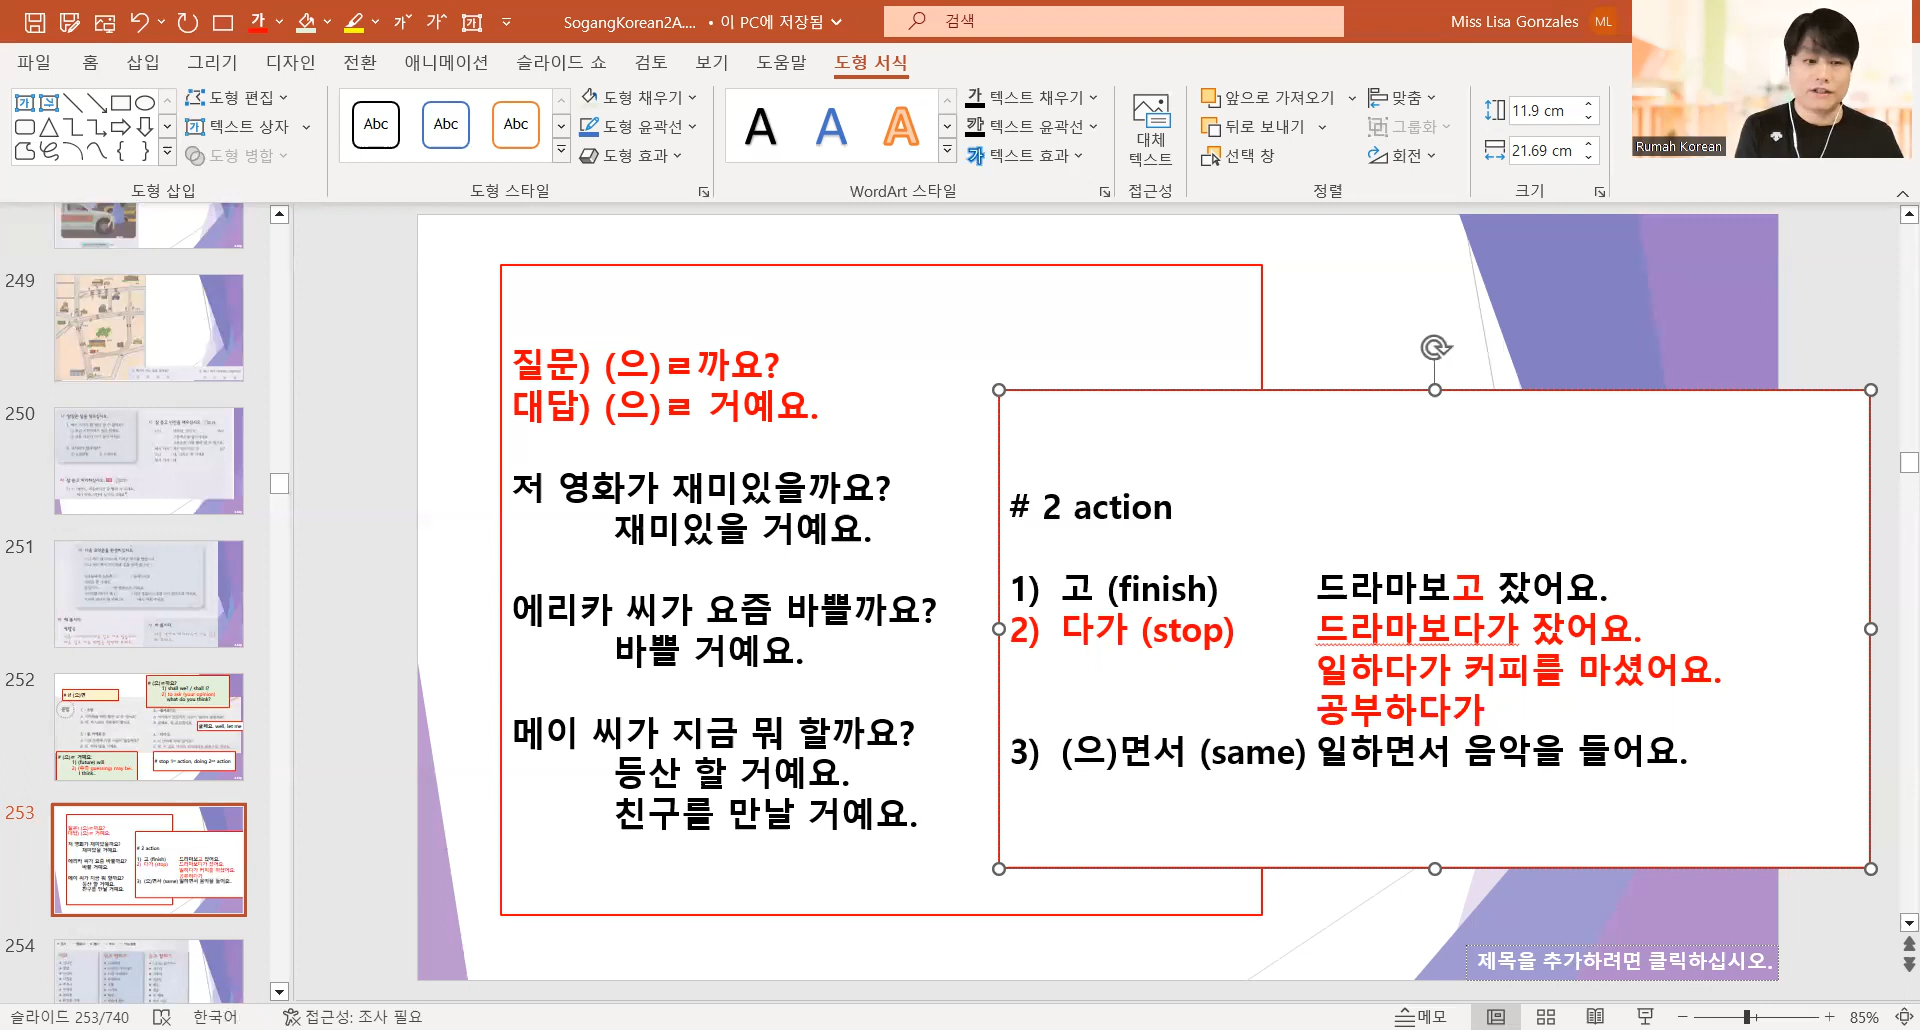 SogangKorean2A.... • 이 PC에 저장됨
검색
Miss Lisa Gonzales
ML
파일 홈 삽입 그리기 디자인 전환 애니메이션 슬라이드 쇼 검토 보기 도움말 도형 서식
도형 편집
텍스트 상자
도형 병합
도형 삽입
Abc Abc Abc
도형 채우기
도형 윤곽선
도형 효과
도형 스타일
A A A
텍스트 채우기
텍스트 윤곽선
텍스트 효과
WordArt 스타일
대체
텍스트
접근성
앞으로 가져오기
뒤로 보내기
선택 창
맞춤
그룹화
회전
정렬
11.9 cm
21.69 cm
크기
Rumah Korean
249
250
251
252
253
254
질문) (으)ㄹ까요?
대답) (으)ㄹ 거예요.
저 영화가 재미있을까요?
재미있을 거예요.
에리카 씨가 요즘 바쁠까요?
바쁠 거예요.
메이 씨가 지금 뭐 할까요?
등산 할 거예요.
친구를 만날 거예요.
# 2 action
1) 고 (finish) 드라마보고 잤어요.
2) 다가 (stop) 드라마보다가 잤어요.
일하다가 커피를 마셨어요.
공부하다가
3) (으)면서 (same) 일하면서 음악을 들어요.
제목을 추가하려면 클릭하십시오.
슬라이드 253/740 한국어 접근성: 조사 필요
메모
85%